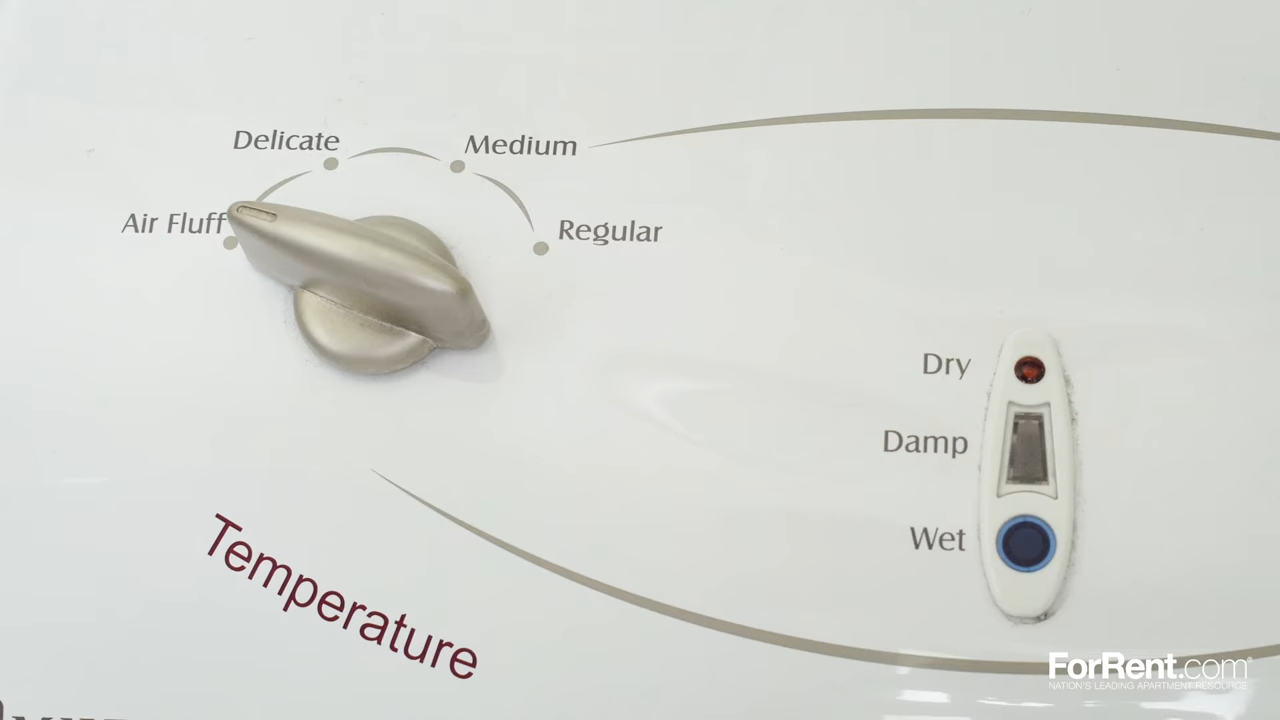 Delicate
Medium
Air Fluff
Regular
Dry
Damp
Wet
Temperature
ForRent.com®
NATION'S LEADING APARTMENT RESOURCE